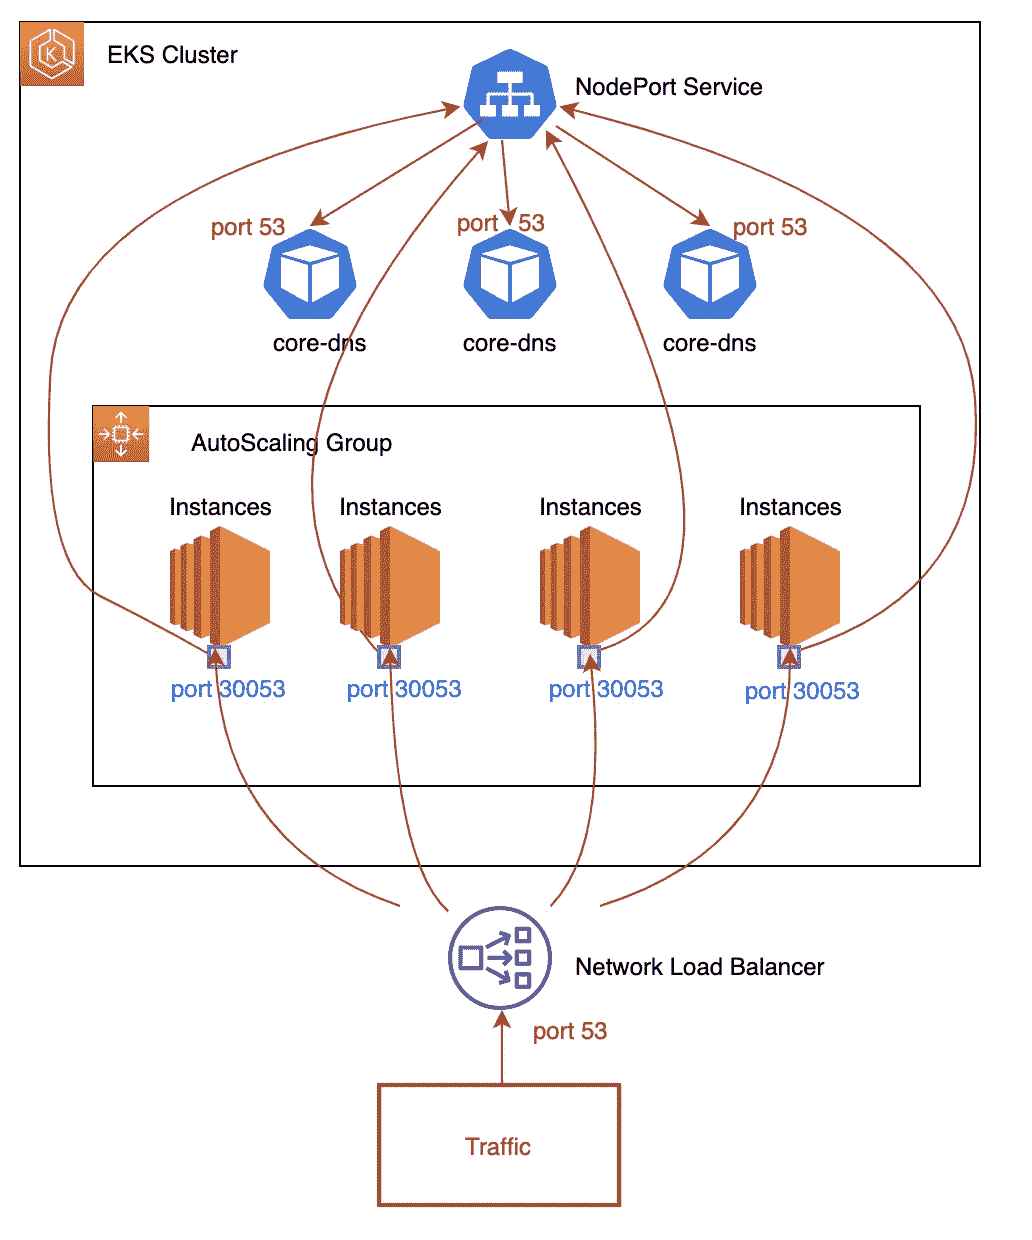 EKS Cluster
NodePort Service
port 53
port 53
port 53
core-dns
core-dns
core-dns
AutoScaling Group
Instances
Instances
Instances
Instances
port 30053
port 30053
port 30053
port 30053
Network Load Balancer
port 53
Traffic